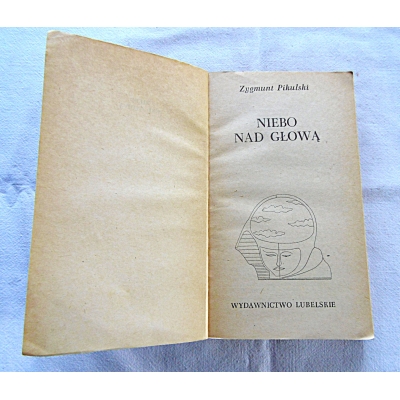 Zygmunt Pikulski
NIEBO
NAD GŁOWĄ
WYDAWNICTWO LUBELSKIE